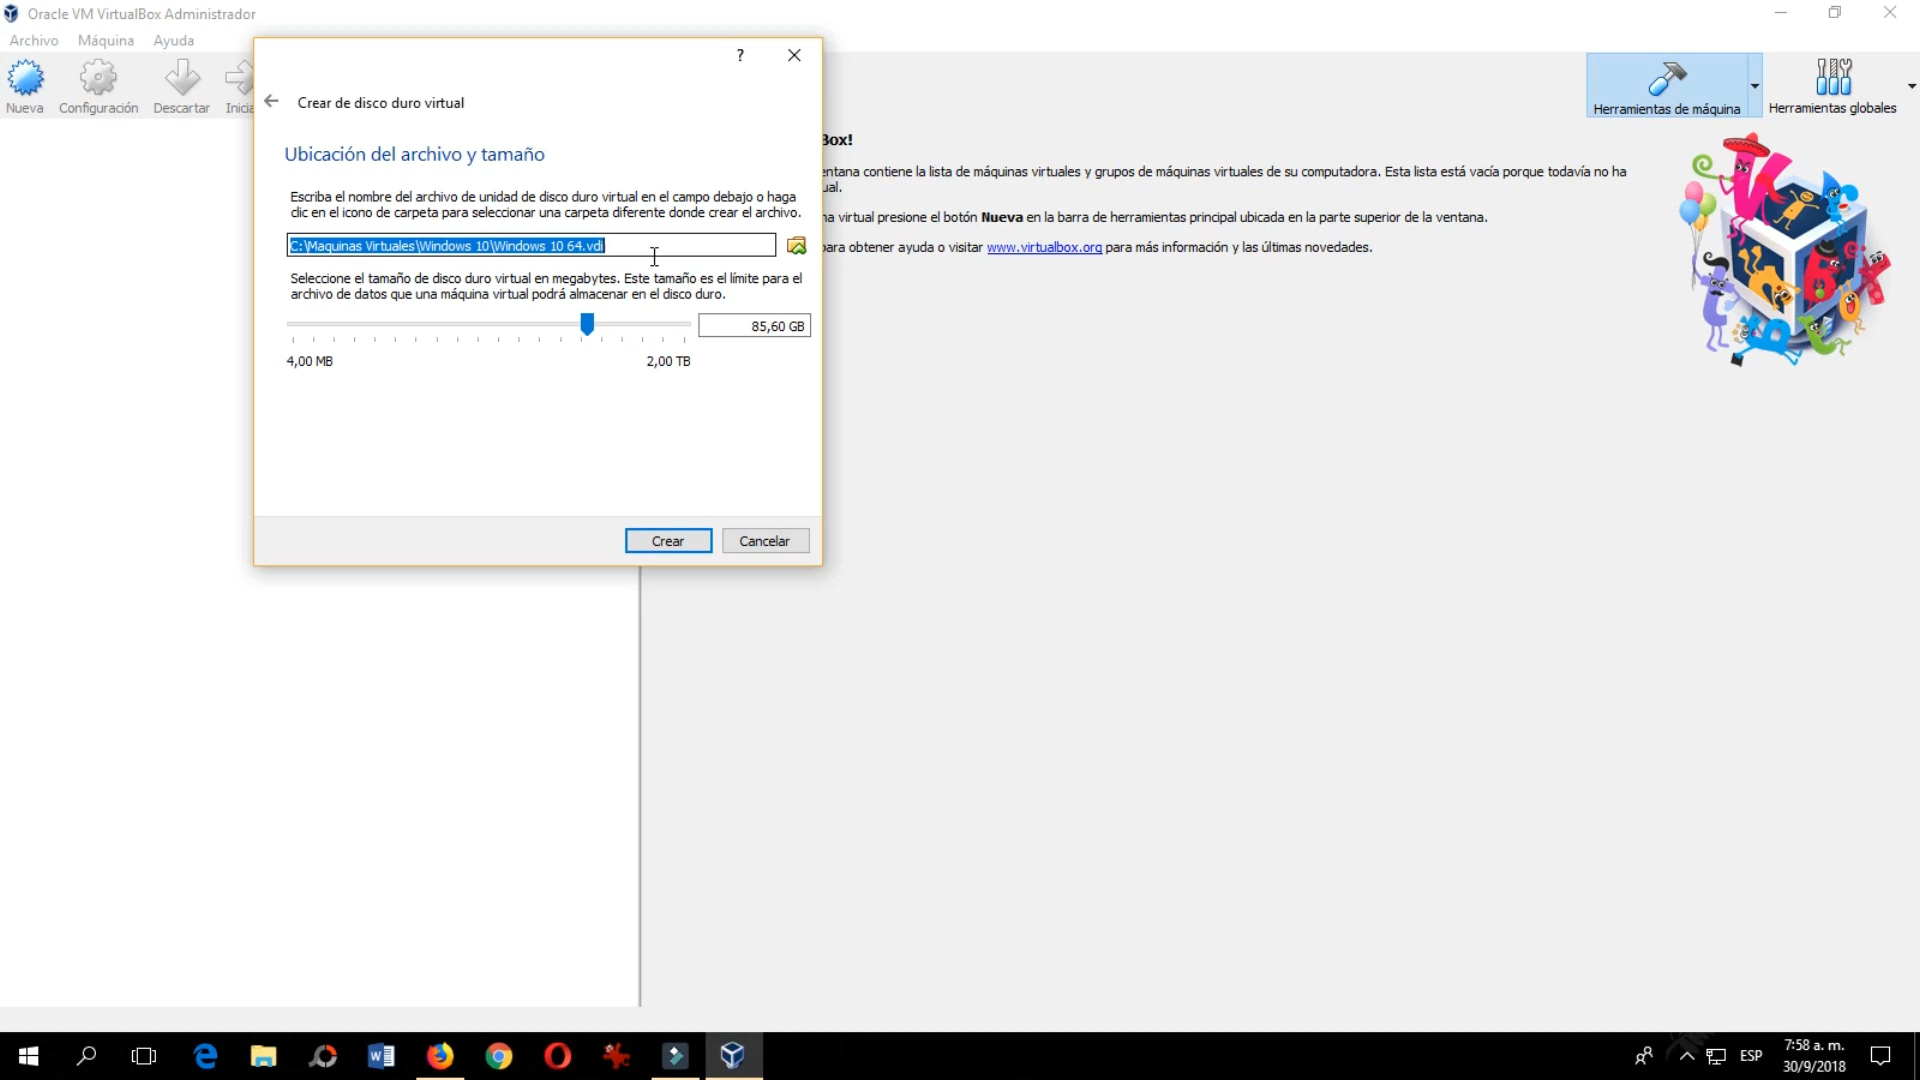 Oracle VM VirtualBox Administrador
Archivo Máquina Ayuda
Nueva Configuración Descartar Inicia
Herramientas de máquina Herramientas globales
?
Crear de disco duro virtual
Ubicación del archivo y tamaño
Escriba el nombre del archivo de unidad de disco duro virtual en el campo debajo o haga
clic en el icono de carpeta para seleccionar una carpeta diferente donde crear el archivo.
C:\Maquinas Virtuales\Windows 10\Windows 10 64.vdi
Seleccione el tamaño de disco duro virtual en megabytes. Este tamaño es el límite para el
archivo de datos que una máquina virtual podrá almacenar en el disco duro.
85,60 GB
4,00 MB 2,00 TB
Crear Cancelar
Box!
entana contiene la lista de máquinas virtuales y grupos de máquinas virtuales de su computadora. Esta lista está vacía porque todavía no ha
ual.
na virtual presione el botón Nueva en la barra de herramientas principal ubicada en la parte superior de la ventana.
para obtener ayuda o visitar www.virtualbox.org para más información y las últimas novedades.
ESP
7:58 a. m.
30/9/2018